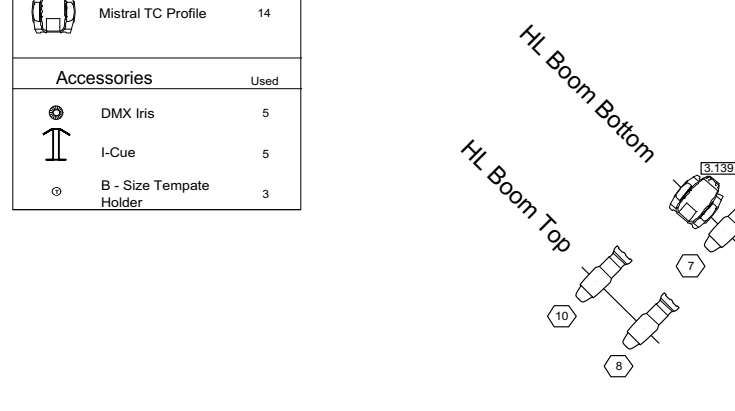 Mistral TC Profile 14
Accessories Used
DMX Iris 5
I-Cue 5
B - Size Tempate
Holder 3
HL Boom Bottom
3.139
HL Boom Top
7
10
8